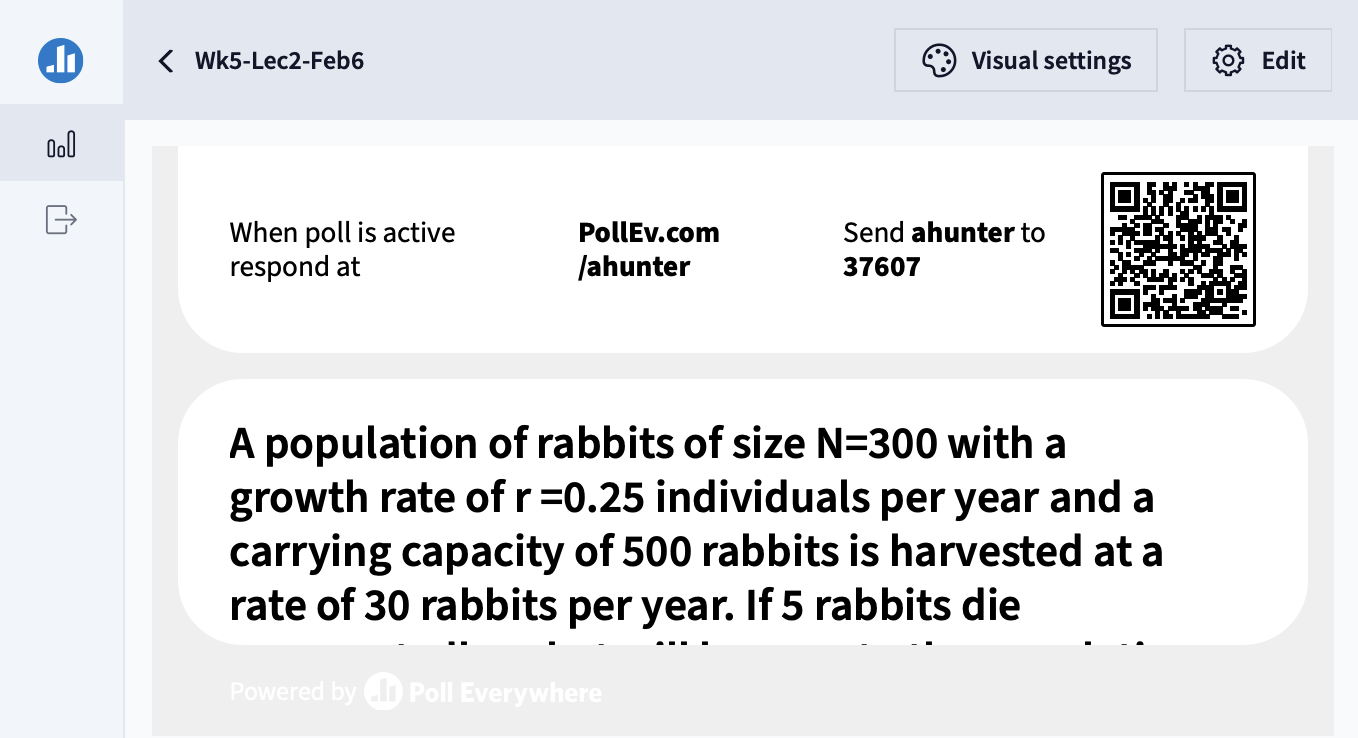 Wk5-Lec2-Feb6
Visual settings
Edit
When poll is active
respond at
PollEv.com
/ahunter
Send ahunter to
37607
A population of rabbits of size N=300 with a
growth rate of r =0.25 individuals per year and a
carrying capacity of 500 rabbits is harvested at a
rate of 30 rabbits per year. If 5 rabbits die
Powered by Poll Everywhere